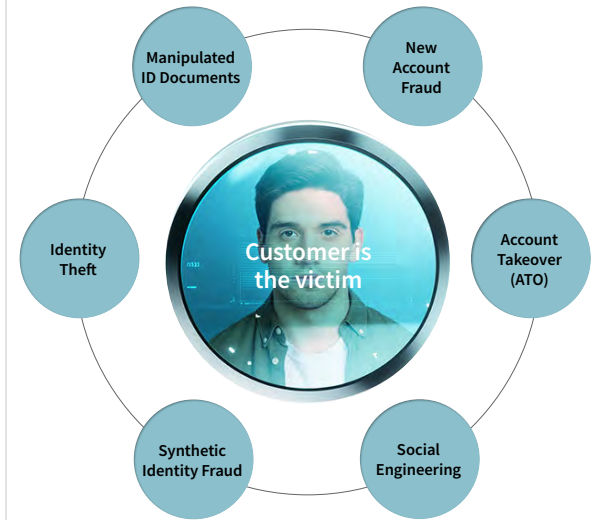 Manipulated
ID Documents
New
Account
Fraud
Identity
Theft
Customer is
the victim
Account
Takeover
(ATO)
Synthetic
Identity Fraud
Social
Engineering